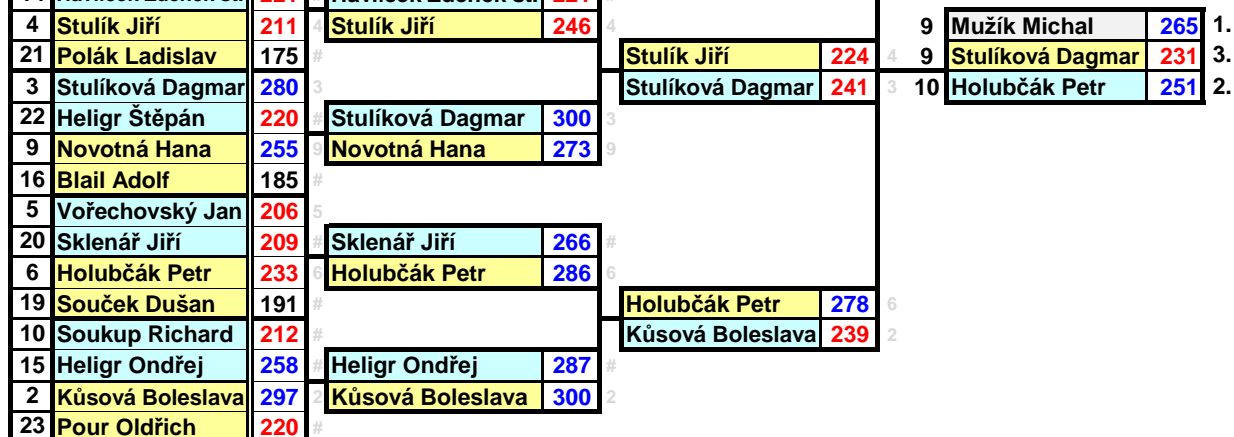 4 Stulík Jiří 211 4 Stulík Jiří 246 4 9 Mužík Michal 265 1.
21 Polák Ladislav 175 # Stulík Jiří 224 4 9 Stulíková Dagmar 231 3.
3 Stulíková Dagmar 280 3 Stulíková Dagmar 241 3 10 Holubčák Petr 251 2.
22 Heligr Štěpán 220 # Stulíková Dagmar 300 3
9 Novotná Hana 255 9 Novotná Hana 273 9
16 Blail Adolf 185 #
5 Vořechovský Jan 206 5
20 Sklenář Jiří 209 # Sklenář Jiří 266 #
6 Holubčák Petr 233 6 Holubčák Petr 286 6
19 Souček Dušan 191 # Holubčák Petr 278 6
10 Soukup Richard 212 # Kůsová Boleslava 239 2
15 Heligr Ondřej 258 # Heligr Ondřej 287 #
2 Kůsová Boleslava 297 2 Kůsová Boleslava 300 2
23 Pour Oldřich 220 #